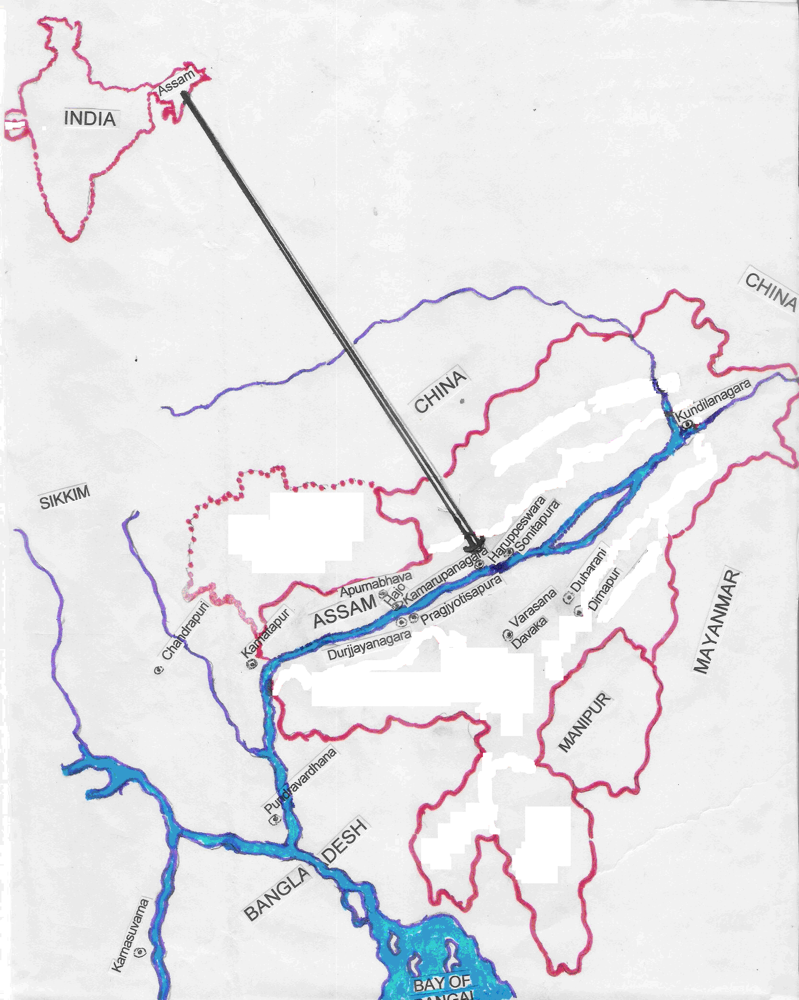 Assam
INDIA
CHINA
CHINA
Kundilanagara
SIKKIM
Haruppeswara
Sonitapura
Apurnabhava
Hajo
Kamarupanagara
ASSAM
Pragjyotisapura
Durjjayanagara
Dubarani
Dimapur
Varasana
Davaka
MAYANMAR
Chandrapuri
Kamatapur
MANIPUR
Pundravardhana
BANGLA DESH
Karnasuvarna
BAY OF
BANGAL